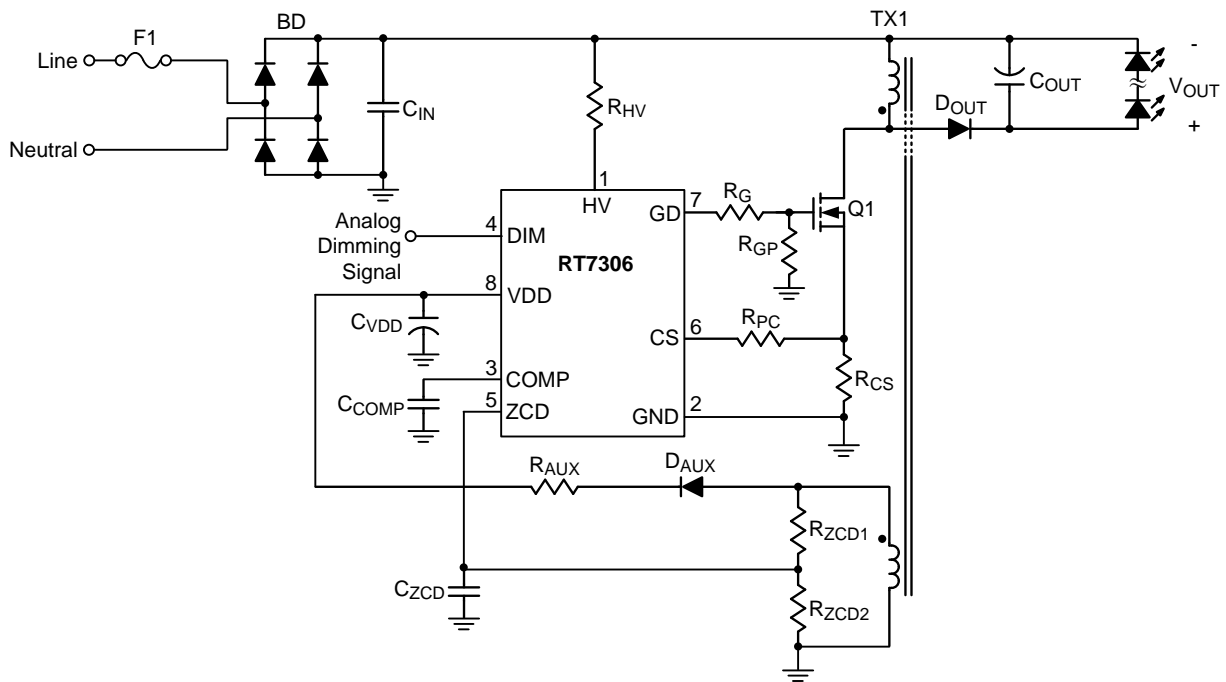 F1
BD
TX1
Line
Neutral
CIN
RHV
DOUT
COUT
-
VOUT
+
1
HV
Analog
Dimming
Signal
4
DIM
GD
7
RG
Q1
RGP
RT7306
8
VDD
CVDD
CS
6
RPC
RCS
3
COMP
CCOMP
5
ZCD
GND
2
RAUX
DAUX
RZCD1
CZCD
RZCD2